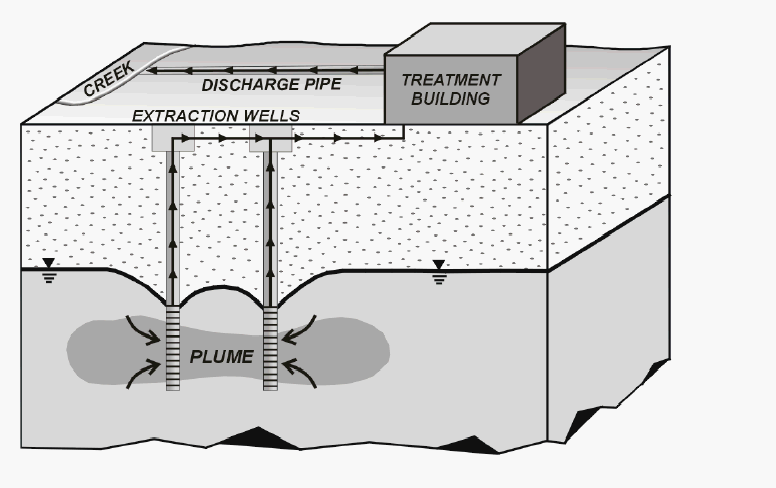 CREEK
DISCHARGE PIPE
TREATMENT
BUILDING
EXTRACTION WELLS
PLUME